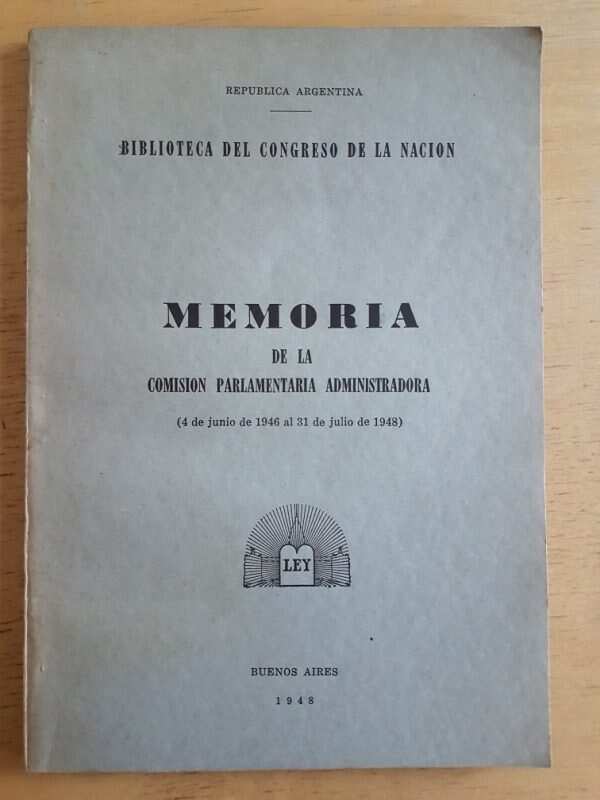 REPUBLICA ARGENTINA
BIBLIOTECA DEL CONGRESO DE LA NACION
MEMORIA
DE LA
COMISION PARLAMENTARIA ADMINISTRADORA
(4 de junio de 1946 al 31 de julio de 1948)
LEY
BUENOS AIRES
1948